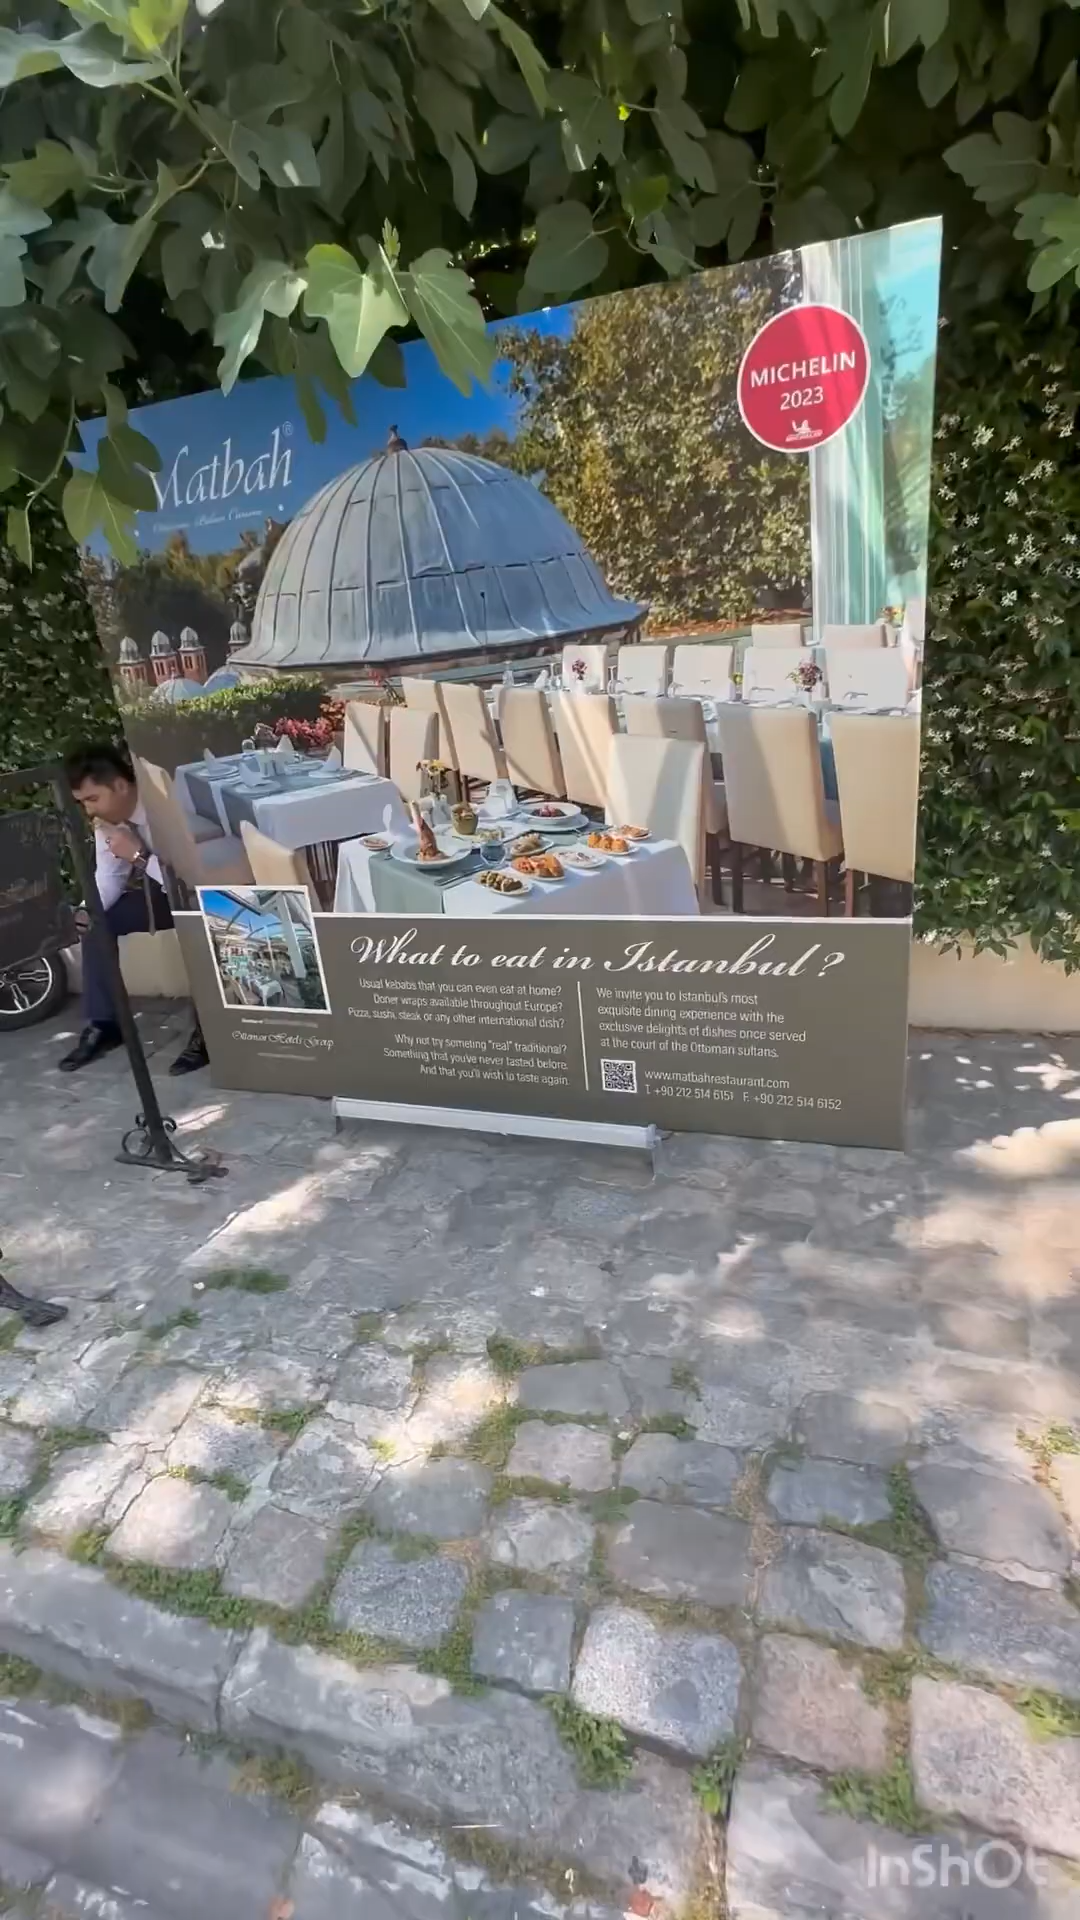 Matbah®
Ottoman Palace Cuisine
MICHELIN
2023
What to eat in Istanbul?
Usual kebabs that you can even eat at home?
Doner wraps available throughout Europe?
Pizza, sushi, steak or any other international dish?
Why not try someting "real" traditional?
Something that you've never tasted before.
And that you'll wish to taste again.
We invite you to Istanbul's most
exquisite dining experience with the
exclusive delights of dishes once served
at the court of the Ottoman sultans.
www.matbahrestaurant.com
T. +90 212 514 6151 F. +90 212 514 6152
Ottoman Hotels Group
InShOt